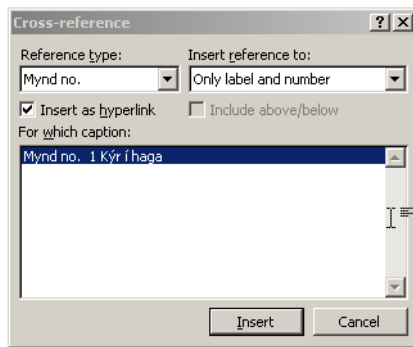 Cross-reference
Reference type:
Insert reference to:
Mynd no.
Only label and number
Insert as hyperlink
Include above/below
For which caption:
Mynd no. 1 Kýr í haga
Insert
Cancel